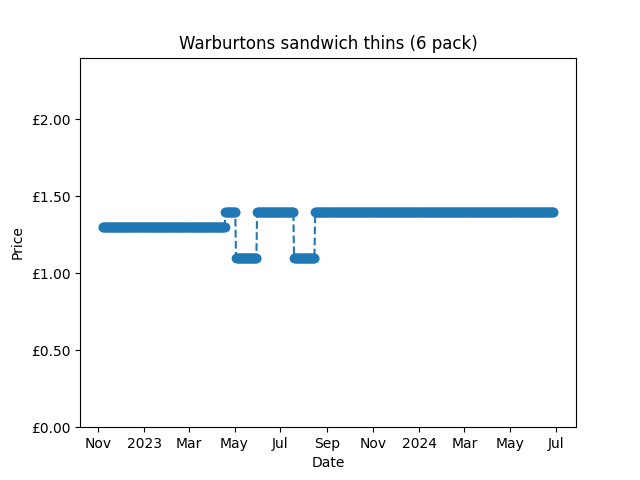 Warburtons sandwich thins (6 pack)
£2.00
£1.50
£1.00
£0.50
£0.00
Price
Nov 2023 Mar May Jul Sep Nov 2024 Mar May Jul
Date